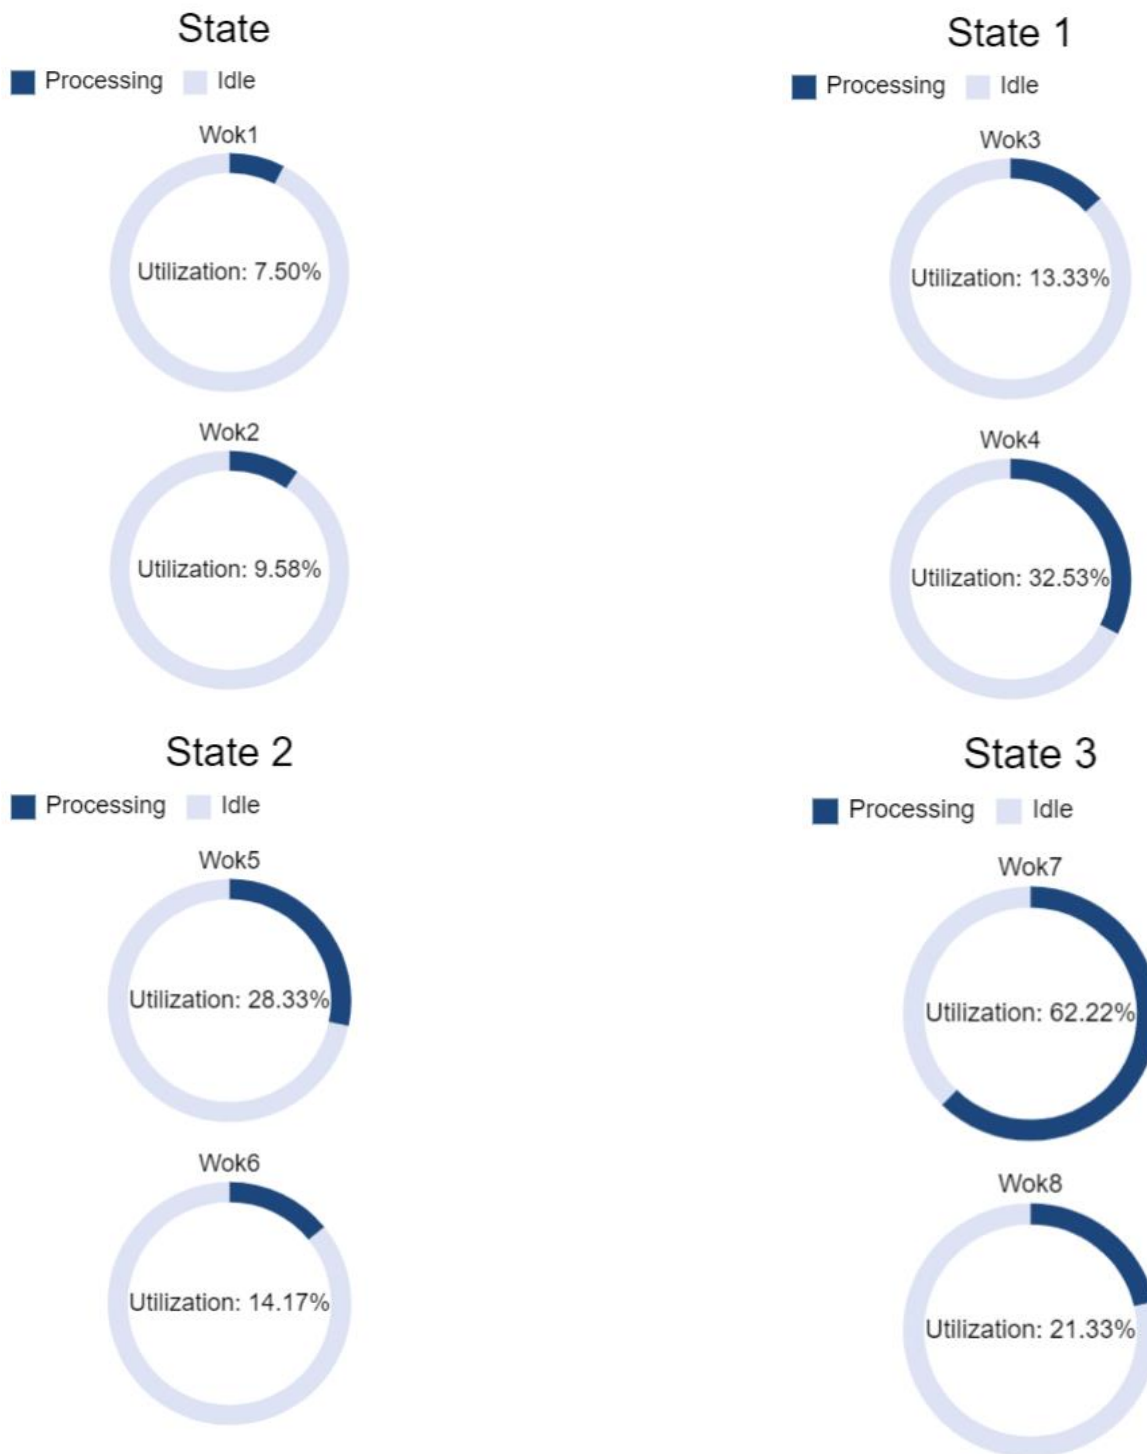 State
Processing Idle
Wok1
Utilization: 7.50%
Wok2
Utilization: 9.58%
State 1
Processing Idle
Wok3
Utilization: 13.33%
Wok4
Utilization: 32.53%
State 2
Processing Idle
Wok5
Utilization: 28.33%
Wok6
Utilization: 14.17%
State 3
Processing Idle
Wok7
Utilization: 62.22%
Wok8
Utilization: 21.33%